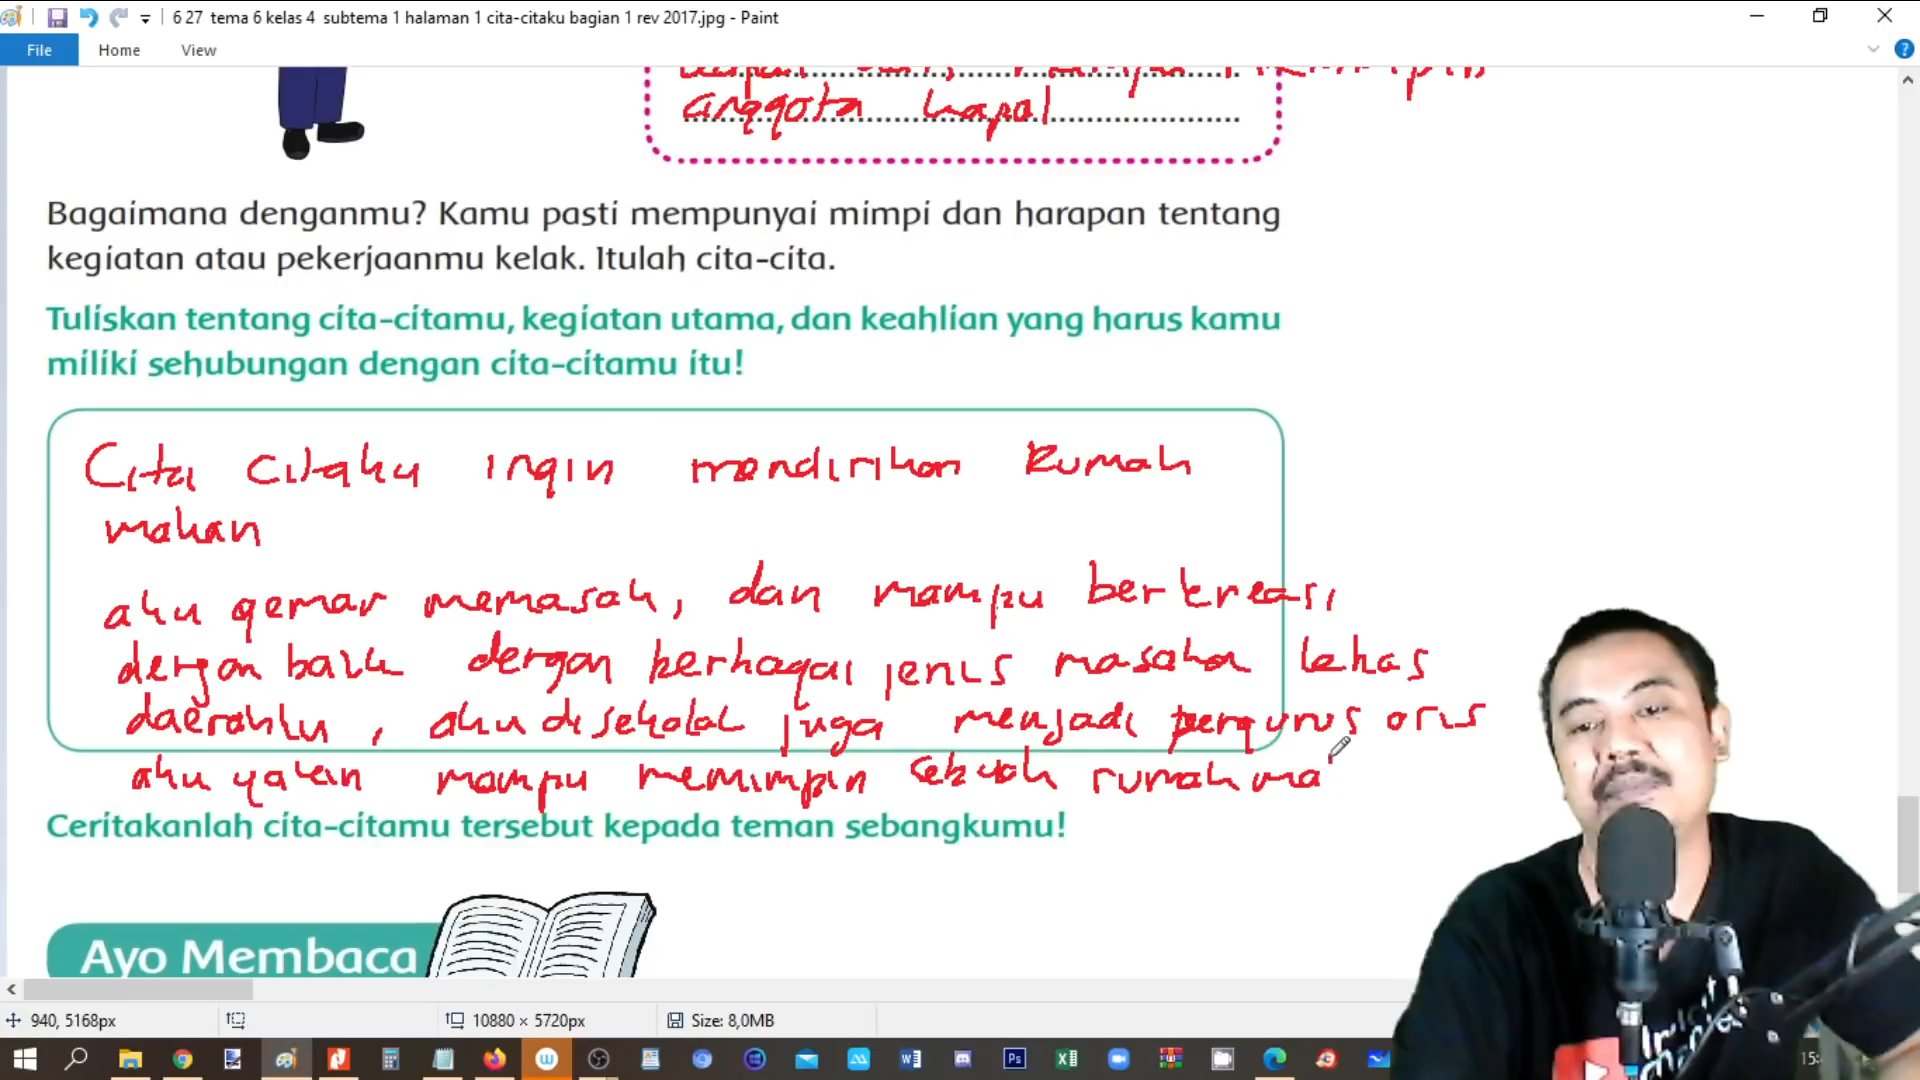 6 27 tema 6 kelas 4 subtema 1 halaman 1 cita-citaku bagian 1 rev 2017.jpg - Paint
File Home View
anggota kapal
Bagaimana denganmu? Kamu pasti mempunyai mimpi dan harapan tentang
kegiatan atau pekerjaanmu kelak. Itulah cita-cita.
Tuliskan tentang cita-citamu, kegiatan utama, dan keahlian yang harus kamu
miliki sehubungan dengan cita-citamu itu!
Cita citaku ingin mendirikan Rumah
makan
aku gemar memasak, dan mampu berkreasi
dengan baik dengan berbagai jenis masakan
daerahku, aku di sekolah juga menjadi pengurus
aku yakin mampu memimpin sebuah rumah ma
Ceritakanlah cita-citamu tersebut kepada teman sebangkumu!
Ayo Membaca
940, 5168px 10880 × 5720px Size: 8,0MB